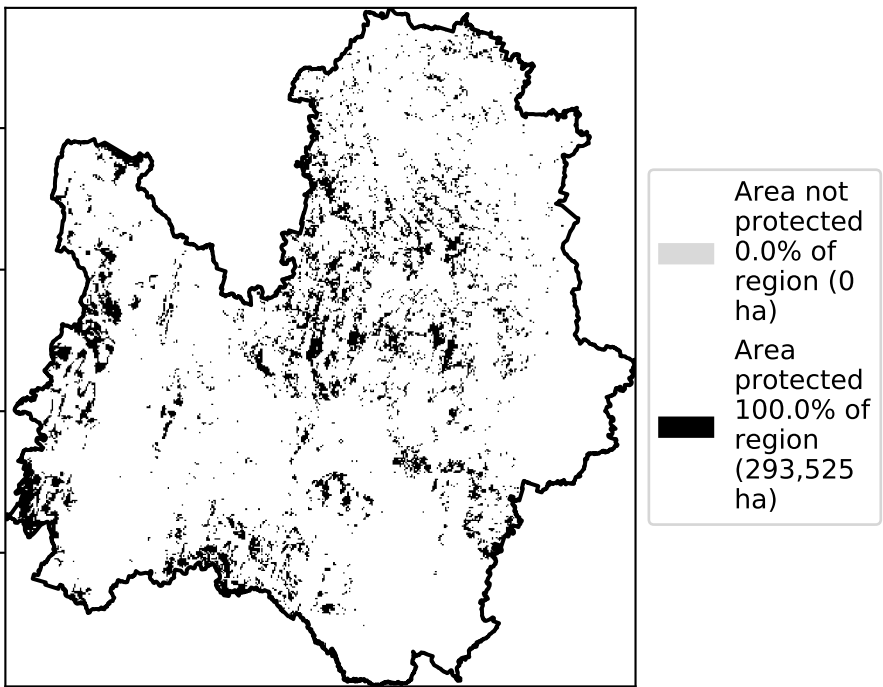 Area not
protected
0.0% of
region (0
ha)
Area
protected
100.0% of
region
(293,525
ha)